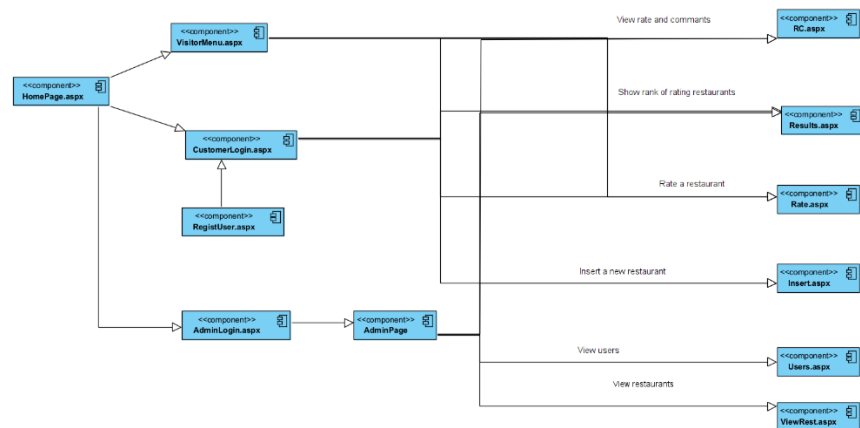 <<component>>
VisitorMenu.aspx
View rate and commants
<<component>>
RC.aspx
<<component>>
HomePage.aspx
Show rank of rating restaurants
<<component>>
Results.aspx
<<component>>
CustomerLogin.aspx
Rate a restaurant
<<component>>
Rate.aspx
<<component>>
RegistUser.aspx
Insert a new restaurant
<<component>>
Insert.aspx
<<component>>
AdminLogin.aspx
<<component>>
AdminPage
View users
<<component>>
Users.aspx
View restaurants
<<component>>
ViewRest.aspx